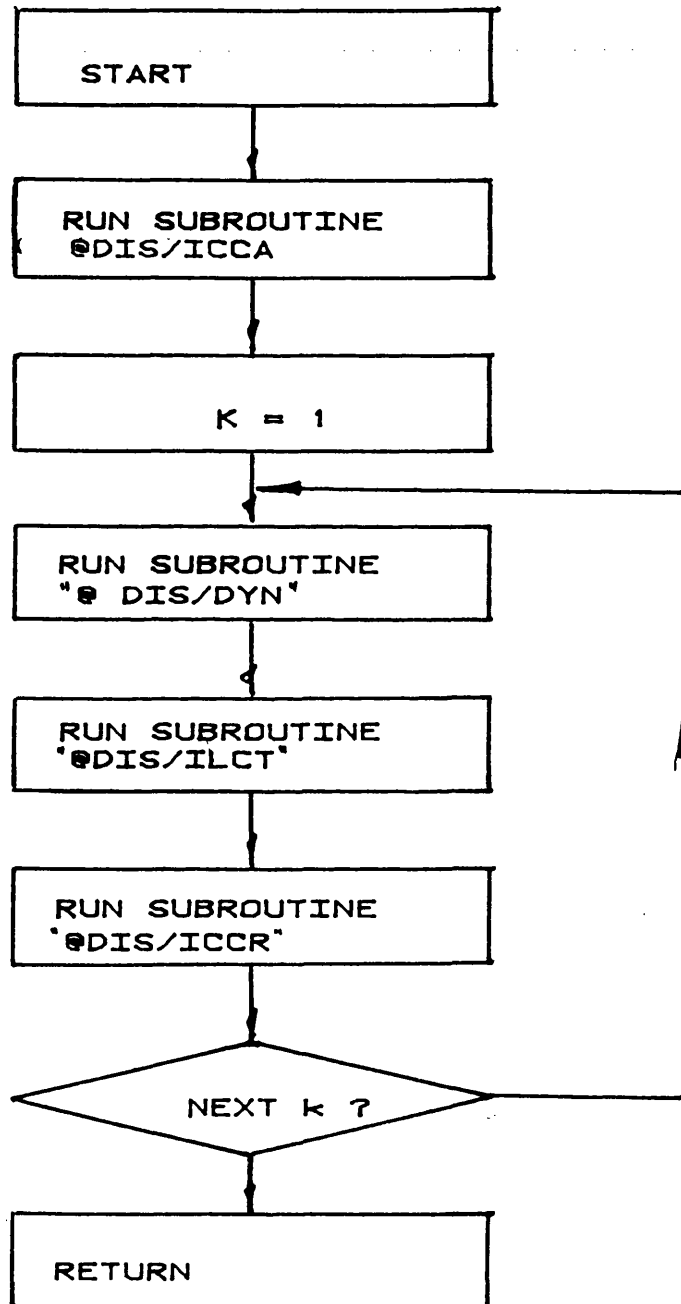 START
RUN SUBROUTINE
@DIS/ICCA
K = 1
RUN SUBROUTINE
"@ DIS/DYN"
RUN SUBROUTINE
"@DIS/ILCT"
RUN SUBROUTINE
"@DIS/ICCR"
NEXT k ?
RETURN